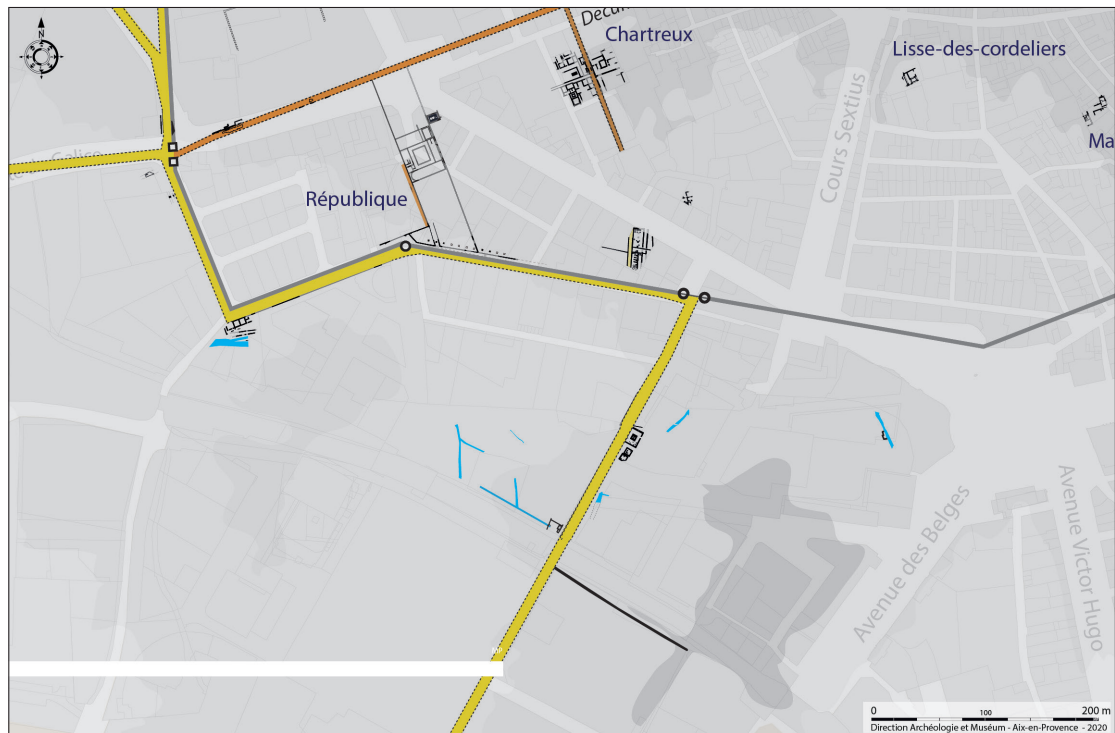 N
Decu
Chartreux
Lisse-des-cordeliers
Cours Sextius
Ma
République
Avenue des Belges
Avenue Victor Hugo
0 100 200 m
Direction Archéologie et Muséum - Aix-en-Provence - 2020